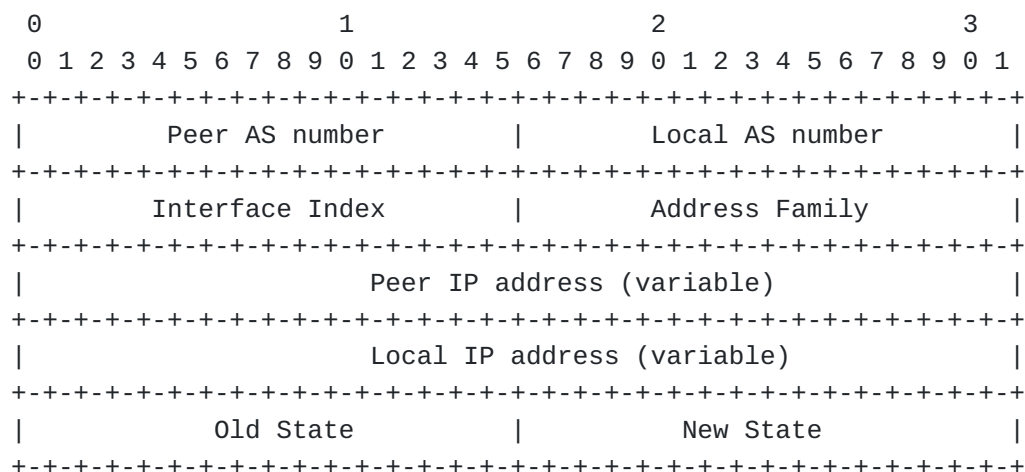 0                   1                   2                   3
 0 1 2 3 4 5 6 7 8 9 0 1 2 3 4 5 6 7 8 9 0 1 2 3 4 5 6 7 8 9 0 1
+-+-+-+-+-+-+-+-+-+-+-+-+-+-+-+-+-+-+-+-+-+-+-+-+-+-+-+-+-+-+-+-+
|         Peer AS number        |        Local AS number        |
+-+-+-+-+-+-+-+-+-+-+-+-+-+-+-+-+-+-+-+-+-+-+-+-+-+-+-+-+-+-+-+-+
|        Interface Index        |        Address Family         |
+-+-+-+-+-+-+-+-+-+-+-+-+-+-+-+-+-+-+-+-+-+-+-+-+-+-+-+-+-+-+-+-+
|                      Peer IP address (variable)               |
+-+-+-+-+-+-+-+-+-+-+-+-+-+-+-+-+-+-+-+-+-+-+-+-+-+-+-+-+-+-+-+-+
|                      Local IP address (variable)              |
+-+-+-+-+-+-+-+-+-+-+-+-+-+-+-+-+-+-+-+-+-+-+-+-+-+-+-+-+-+-+-+-+
|            Old State          |          New State            |
+-+-+-+-+-+-+-+-+-+-+-+-+-+-+-+-+-+-+-+-+-+-+-+-+-+-+-+-+-+-+-+-+